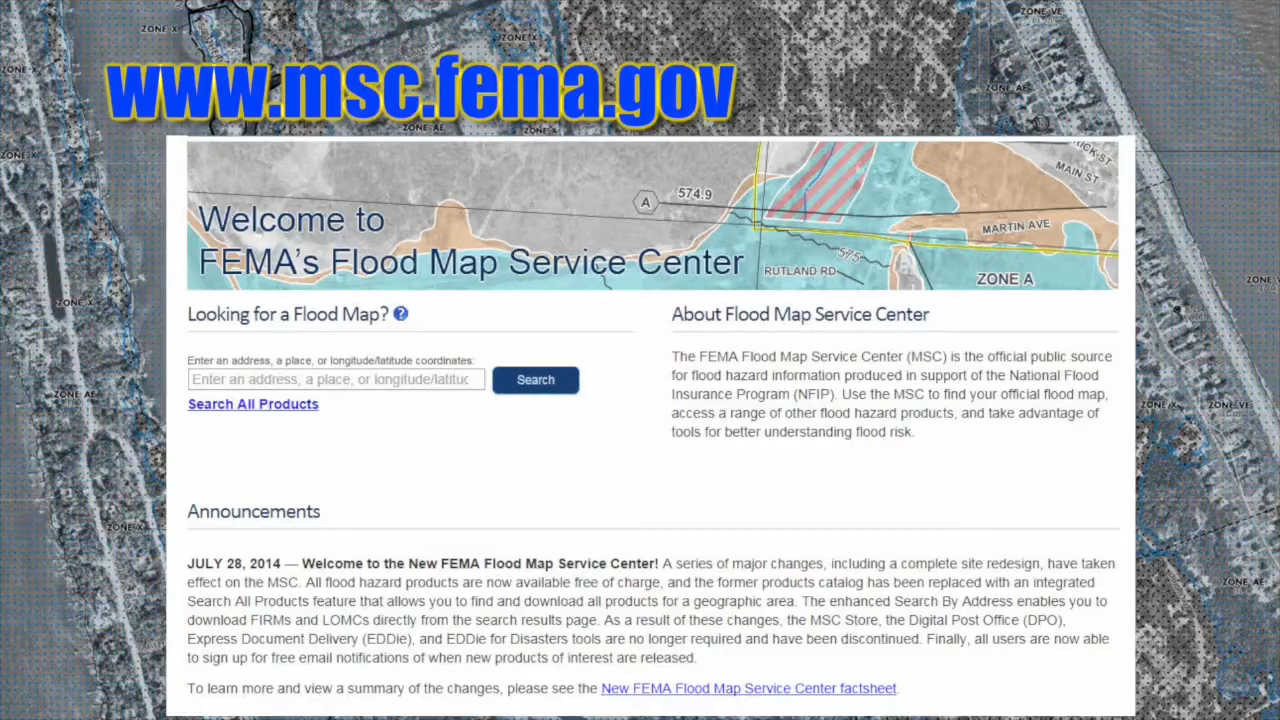 ZONE X
ZONE VE
ZONE X
ZONE X
www.msc.fema.gov
ZONE AE
ZONE AE
ZONE X
ZONE X
MAIN ST
574.9
A
Welcome to
MARTIN AVE
575
FEMA's Flood Map Service Center
RUTLAND RD
ZONE A
ZONE X
Looking for a Flood Map? ?
About Flood Map Service Center
Enter an address, a place, or longitude/latitude coordinates:
Enter an address, a place, or longitude/latituc
Search
Search All Products
The FEMA Flood Map Service Center (MSC) is the official public source
for flood hazard information produced in support of the National Flood
Insurance Program (NFIP). Use the MSC to find your official flood map,
access a range of other flood hazard products, and take advantage of
tools for better understanding flood risk.
ZONE AE
ZONE X
ZONE VE
Announcements
ZONE X
JULY 28, 2014 — Welcome to the New FEMA Flood Map Service Center! A series of major changes, including a complete site redesign, have taken
effect on the MSC. All flood hazard products are now available free of charge, and the former products catalog has been replaced with an integrated
Search All Products feature that allows you to find and download all products for a geographic area. The enhanced Search By Address enables you to
download FIRMs and LOMCs directly from the search results page. As a result of these changes, the MSC Store, the Digital Post Office (DPO),
Express Document Delivery (EDDie), and EDDie for Disasters tools are no longer required and have been discontinued. Finally, all users are now able
to sign up for free email notifications of when new products of interest are released.
ZONE AE
To learn more and view a summary of the changes, please see the New FEMA Flood Map Service Center factsheet.